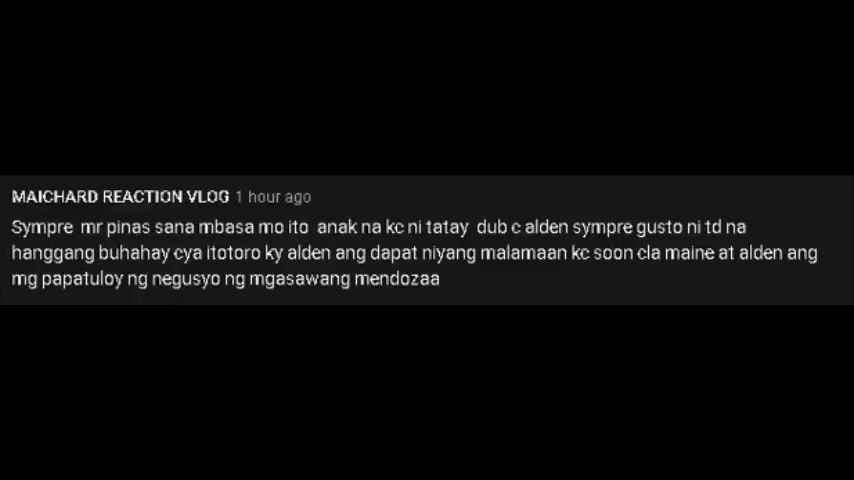 MAICHARD REACTION VLOG 1 hour ago
Sympre mr pinas sana mbasa mo ito anak na kc ni tatay dub c alden sympre gusto ni td na
hanggang buhahay cya itotoro ky alden ang dapat niyang malamaan kc soon cla maine at alden ang
mg papatuloy ng negusyo ng mgasawang mendozaa